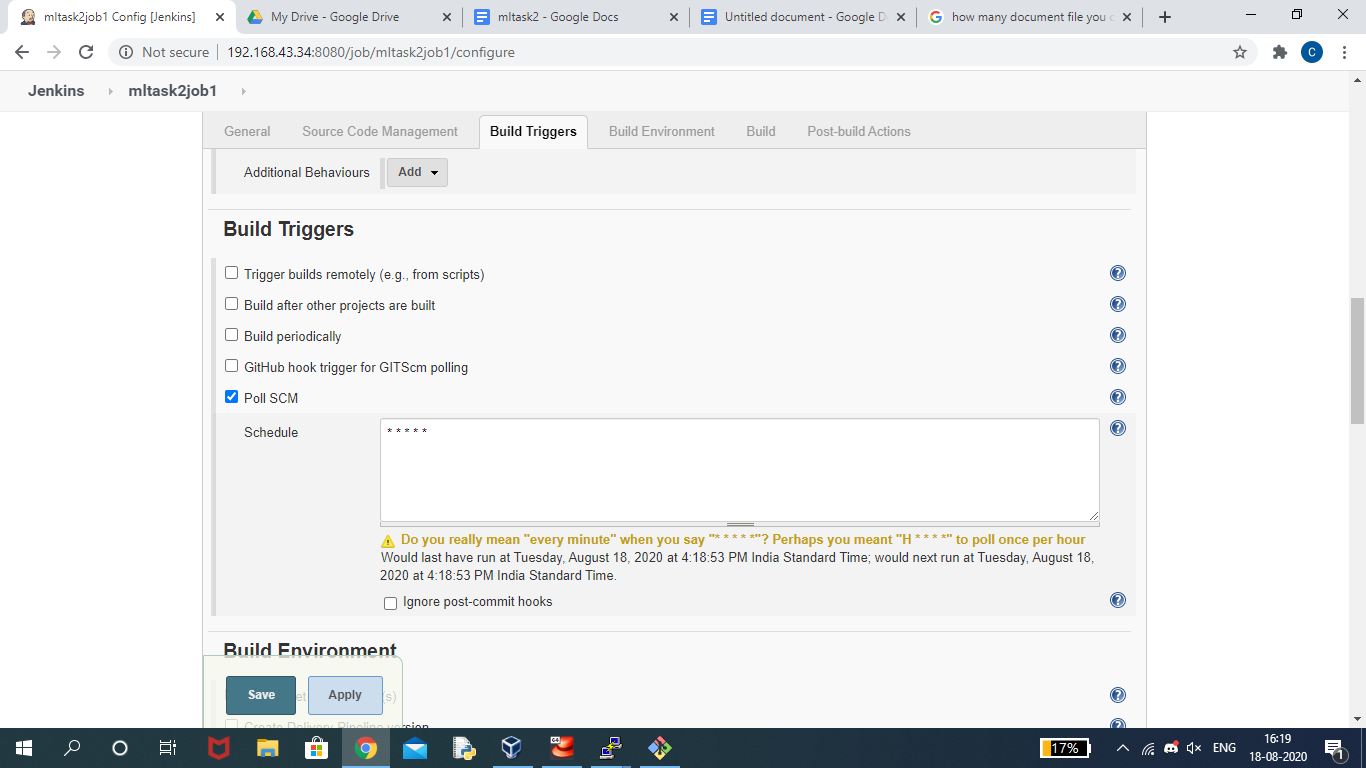 mltask2job1 Config [Jenkins]
My Drive - Google Drive
mltask2 - Google Docs
Untitled document - Google D
how many document file you c
Not secure
192.168.43.34:8080/job/mltask2job1/configure
C
Jenkins
mltask2job1
General
Source Code Management
Build Triggers
Build Environment
Build
Post-build Actions
Additional Behaviours
Add
Build Triggers
Trigger builds remotely (e.g., from scripts)
Build after other projects are built
Build periodically
GitHub hook trigger for GITScm polling
Poll SCM
Schedule
* * * * *
Do you really mean "every minute" when you say "* * * * *"? Perhaps you meant "H * * * *" to poll once per hour
Would last have run at Tuesday, August 18, 2020 at 4:18:53 PM India Standard Time; would next run at Tuesday, August 18,
2020 at 4:18:53 PM India Standard Time.
Ignore post-commit hooks
Build Environment
Save
Apply
(s)
Create Delivery Pipeline version
17%
ENG
16:19
18-08-2020
1